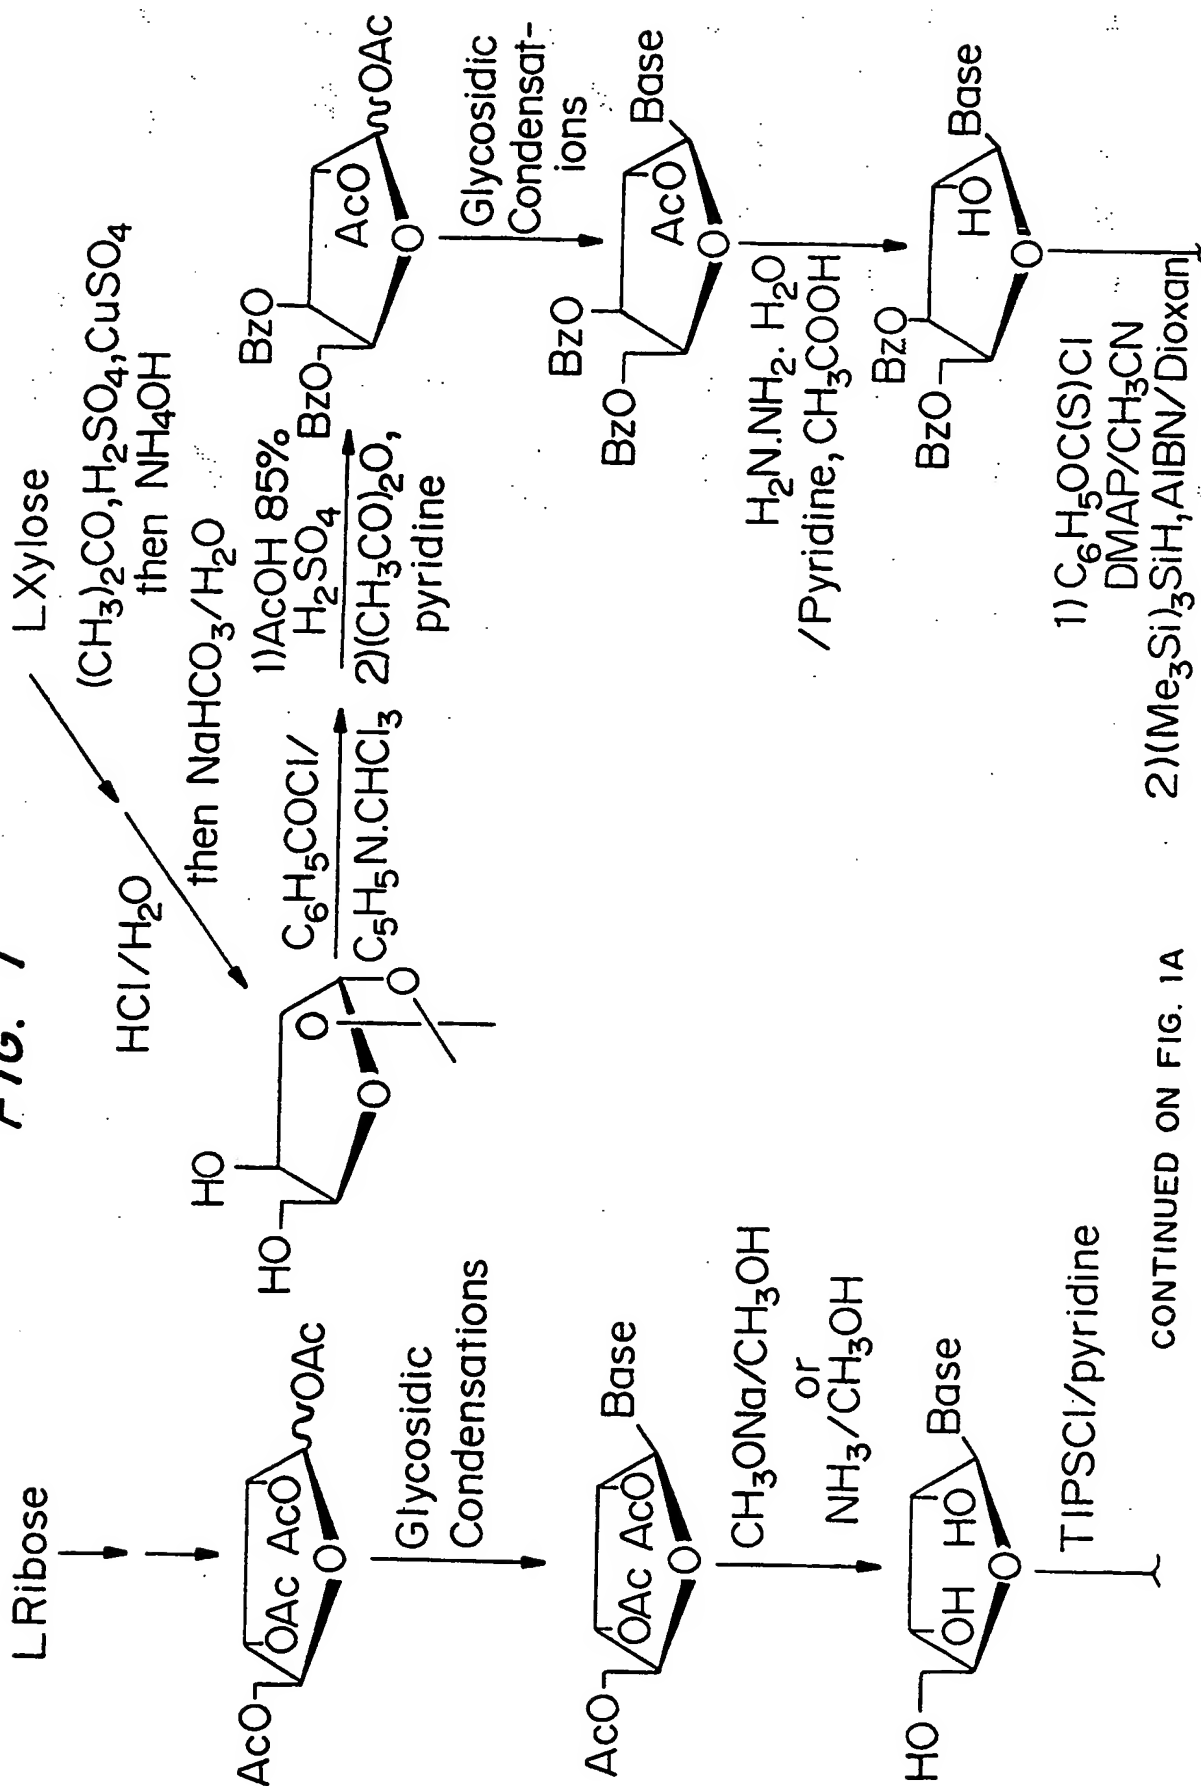 FIG. 1
LRibose
AcO
OAc AcO
O
OAc
Glycosidic
Condensations
AcO
OAc AcO
O
Base
CH3ONa/CH3OH
or
NH3/CH3OH
HO
OH HO
O
Base
TIPSCl/pyridine
LXylose
(CH3)2CO,H2SO4,CuSO4
then NH4OH
HCl/H2O
then NaHCO3/H2O
HO
HO
O
O
O
C6H5COCl/
C5H5N.CHCl3
1)AcOH 85%
H2SO4
2)(CH3CO)2O,
pyridine
BzO
BzO
AcO
O
OAc
Glycosidic
Condensat-
ions
BzO
BzO
AcO
O
Base
H2N.NH2.H2O
/Pyridine,CH3COOH
BzO
BzO
HO
O
Base
1)C6H5OC(S)Cl
DMAP/CH3CN
2)(Me3Si)3SiH,AIBN/Dioxan
CONTINUED ON FIG. 1A